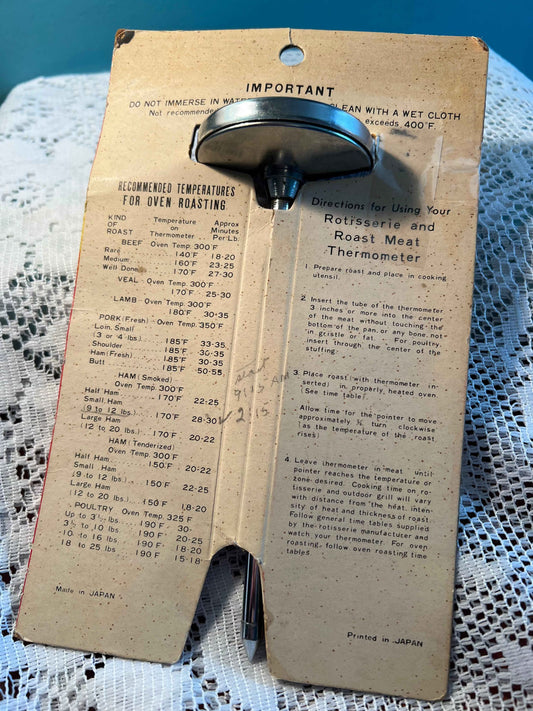 IMPORTANT
DO NOT IMMERSE IN WATER CLEAN WITH A WET CLOTH
Not recommended exceeds 400°F.
RECOMMENDED TEMPERATURES
FOR OVEN ROASTING
KIND Temperature Approx
OF on Minutes
ROAST Thermometer Per Lb.
BEEF Oven Temp. 300°F
Rare 140°F 18-20
Medium 160°F 23-25
Well Done 170°F 27-30
VEAL - Oven Temp. 300°F
170°F 25-30
LAMB - Oven Temp. 300°F
180°F 30-35
PORK (Fresh) - Oven Temp. 350°F
Loin, Small
(3 or 4 lbs.) 185°F 33-35
Shoulder 185°F 30-35
Ham (Fresh) 185°F 30-35
Butt 185°F 50-55
HAM (Smoked)
Oven Temp. 300°F
Half Ham 170°F 22-25
Small Ham
(9 to 12 lbs.) 170°F 28-30
Large Ham
(12 to 20 lbs.) 170°F 20-22
HAM (Tenderized)
Oven Temp. 300°F
Half Ham 150°F 20-22
Small Ham
(9 to 12 lbs.) 150°F 22-25
Large Ham
(12 to 20 lbs.) 150°F 18-20
POULTRY Oven Temp. 325 F
Up to 3½ lbs 190°F 30-
3½ to 10 lbs. 190°F 18-20
10 to 16 lbs. 190°F 18-20
18 to 25 lbs 190°F 15-18
Made in JAPAN
9:15 AM
2:15
Directions for Using Your
Rotisserie and
Roast Meat
Thermometer
1. Prepare roast and place in cooking
utensil.
2. Insert the tube of the thermometer
3 inches or more into the center
of the meat without touching the
bottom of the pan or any bone, not
in gristle or fat. For poultry
insert through the center of the
stuffing.
3. Place roast (with thermometer in-
serted) in properly heated oven.
(See time table)
Allow time for the pointer to move
approximately ½ turn clockwise
(as the temperature of the roast
rises)
4. Leave thermometer in meat until
pointer reaches the temperature or
zone desired. Cooking time on ro-
tisserie and outdoor grill will vary
with distance from the heat, inten-
sity of heat and thickness of roast.
Follow general time tables supplied
by the rotisserie manufacturer and
watch your thermometer. For oven
roasting, follow oven roasting time
tables.
Printed in JAPAN